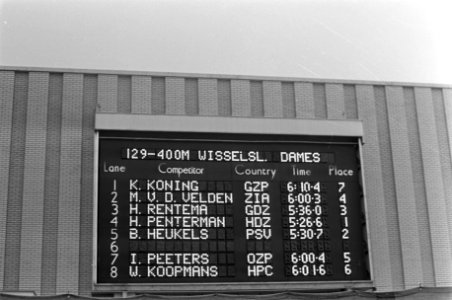 129-400M WISSELSL. DAMES
Lane Competitor Country Time Place
1 K. KONING GZP 6:10·4 7
2 M. V. D. VELDEN ZIA 6:00·3 4
3 H. RENTEMA GDZ 5:36·0 3
4 H. PENTERMAN HDZ 5:26·6 1
5 B. HEUKELS PSV 5:30·7 2
6
7 I. PEETERS OZP 6:00·4 5
8 W. KOOPMANS HPC 6:01·6 6